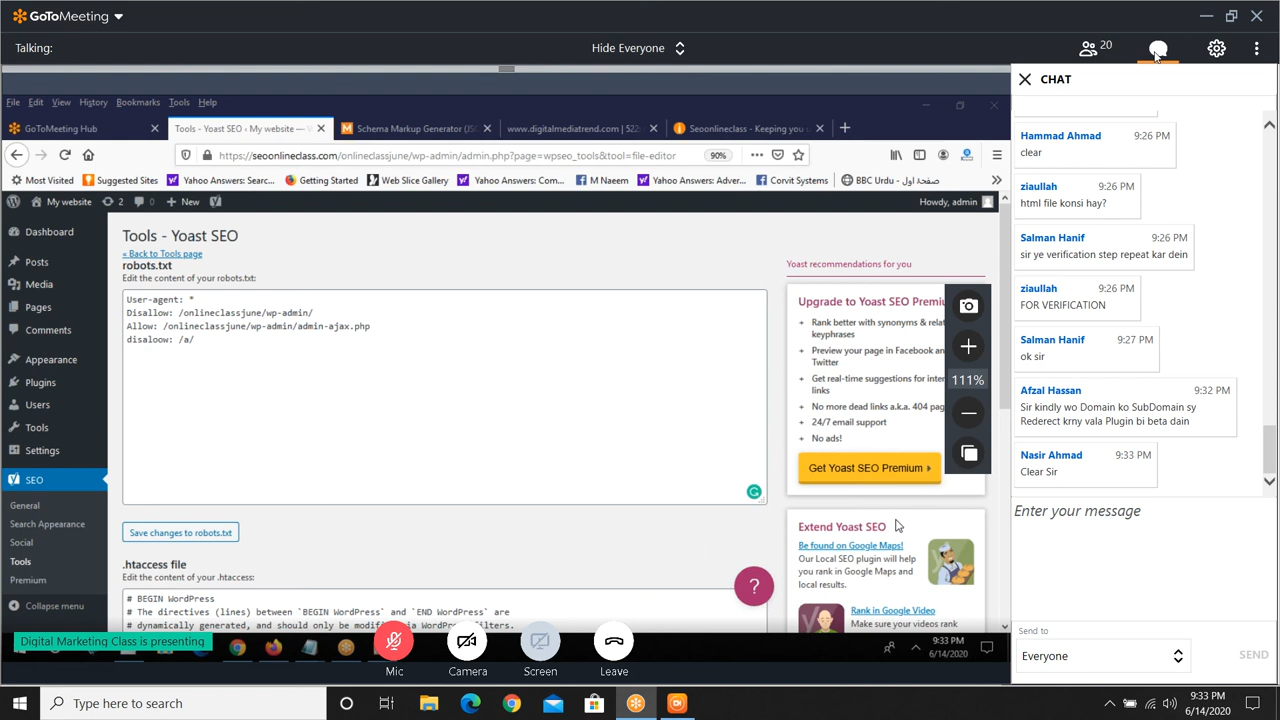 GoToMeeting
Talking:
Hide Everyone
20
File Edit View History Bookmarks Tools Help
GoToMeeting Hub
Tools - Yoast SEO ‹ My website —
Schema Markup Generator (JS
www.digitalmediatrend.com | 522
Seoonlineclass - Keeping you
https://seoonlineclass.com/onlineclassjune/wp-admin/admin.php?page=wpseo_tools&tool=file-editor
90%
Most Visited
Suggested Sites
Yahoo Answers: Searc...
Getting Started
Web Slice Gallery
Yahoo Answers: Com...
M Naeem
Yahoo Answers: Adver...
Corvit Systems
BBC Urdu - صفحۂ اول
My website
2
0
New
Howdy, admin
Dashboard
Posts
Media
Pages
Comments
Appearance
Plugins
Users
Tools
Settings
SEO
General
Search Appearance
Social
Tools
Premium
Collapse menu
Tools - Yoast SEO
« Back to Tools page
robots.txt
Edit the content of your robots.txt:
User-agent: *
Disallow: /onlineclassjune/wp-admin/
Allow: /onlineclassjune/wp-admin/admin-ajax.php
disaloow: /a/
Save changes to robots.txt
.htaccess file
Edit the content of your .htaccess:
# BEGIN WordPress
# The directives (lines) between `BEGIN WordPress` and `END WordPress` are
# dynamically generated, and should only be modified via WordPress filters.
Yoast recommendations for you
Upgrade to Yoast SEO Premiu
Rank better with synonyms & rela
keyphrases
Preview your page in Facebook an
Twitter
Get real-time suggestions for inter
links
No more dead links a.k.a. 404 pag
24/7 email support
No ads!
Get Yoast SEO Premium
Extend Yoast SEO
Be found on Google Maps!
Our Local SEO plugin will help
you rank in Google Maps and
local results.
Rank in Google Video
Make sure your videos rank
111%
?
Digital Marketing Class is presenting
Mic
Camera
Screen
Leave
9:33 PM
6/14/2020
CHAT
Hammad Ahmad 9:26 PM
clear
ziaullah 9:26 PM
html file konsi hay?
Salman Hanif 9:26 PM
sir ye verification step repeat kar dein
ziaullah 9:26 PM
FOR VERIFICATION
Salman Hanif 9:27 PM
ok sir
Afzal Hassan 9:32 PM
Sir kindly wo Domain ko SubDomain sy
Rederect krny vala Plugin bi beta dain
Nasir Ahmad 9:33 PM
Clear Sir
Enter your message
Send to
Everyone
SEND
Type here to search
9:33 PM
6/14/2020